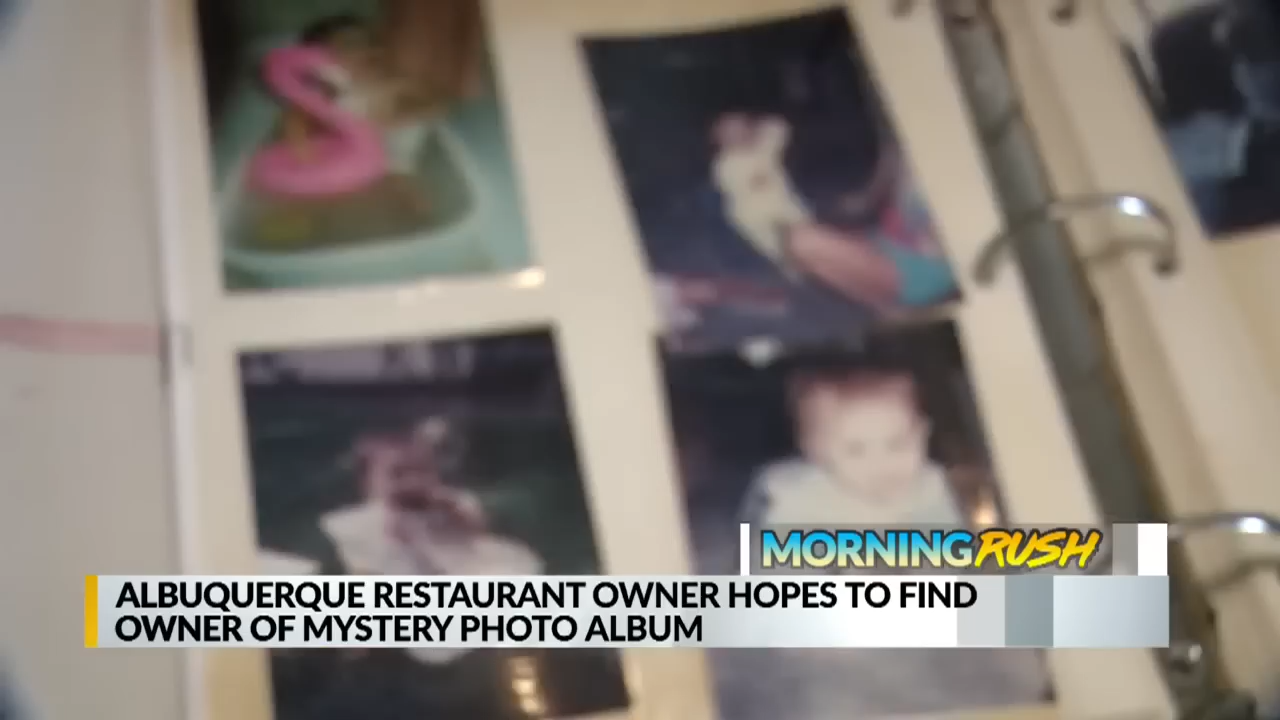 MORNING RUSH
ALBUQUERQUE RESTAURANT OWNER HOPES TO FIND
OWNER OF MYSTERY PHOTO ALBUM